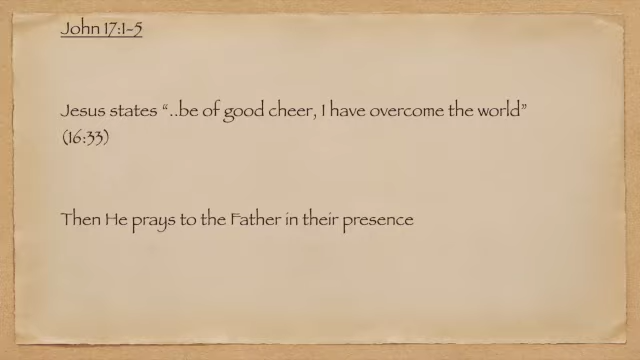 John 17:1-5
Jesus states “..be of good cheer, I have overcome the world”
(16:33)
Then He prays to the Father in their presence